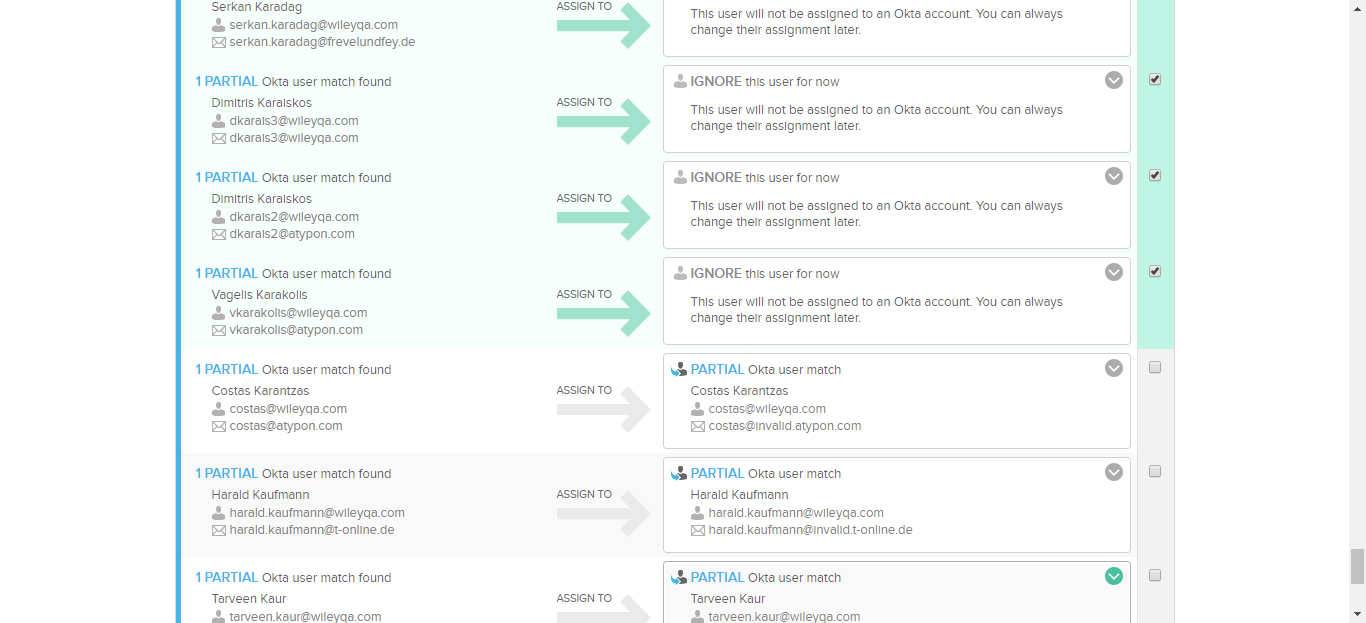 Serkan Karadag
serkan.karadag@wileyqa.com
serkan.karadag@frevelundfey.de
ASSIGN TO
This user will not be assigned to an Okta account. You can always
change their assignment later.
1 PARTIAL Okta user match found
Dimitris Karaiskos
dkarais3@wileyqa.com
dkarais3@wileyqa.com
ASSIGN TO
IGNORE this user for now
This user will not be assigned to an Okta account. You can always
change their assignment later.
1 PARTIAL Okta user match found
Dimitris Karaiskos
dkarais2@wileyqa.com
dkarais2@atypon.com
ASSIGN TO
IGNORE this user for now
This user will not be assigned to an Okta account. You can always
change their assignment later.
1 PARTIAL Okta user match found
Vagelis Karakolis
vkarakolis@wileyqa.com
vkarakolis@atypon.com
ASSIGN TO
IGNORE this user for now
This user will not be assigned to an Okta account. You can always
change their assignment later.
1 PARTIAL Okta user match found
Costas Karantzas
costas@wileyqa.com
costas@atypon.com
ASSIGN TO
PARTIAL Okta user match
Costas Karantzas
costas@wileyqa.com
costas@invalid.atypon.com
1 PARTIAL Okta user match found
Harald Kaufmann
harald.kaufmann@wileyqa.com
harald.kaufmann@t-online.de
ASSIGN TO
PARTIAL Okta user match
Harald Kaufmann
harald.kaufmann@wileyqa.com
harald.kaufmann@invalid.t-online.de
1 PARTIAL Okta user match found
Tarveen Kaur
tarveen.kaur@wileyqa.com
ASSIGN TO
PARTIAL Okta user match
Tarveen Kaur
tarveen.kaur@wileyqa.com